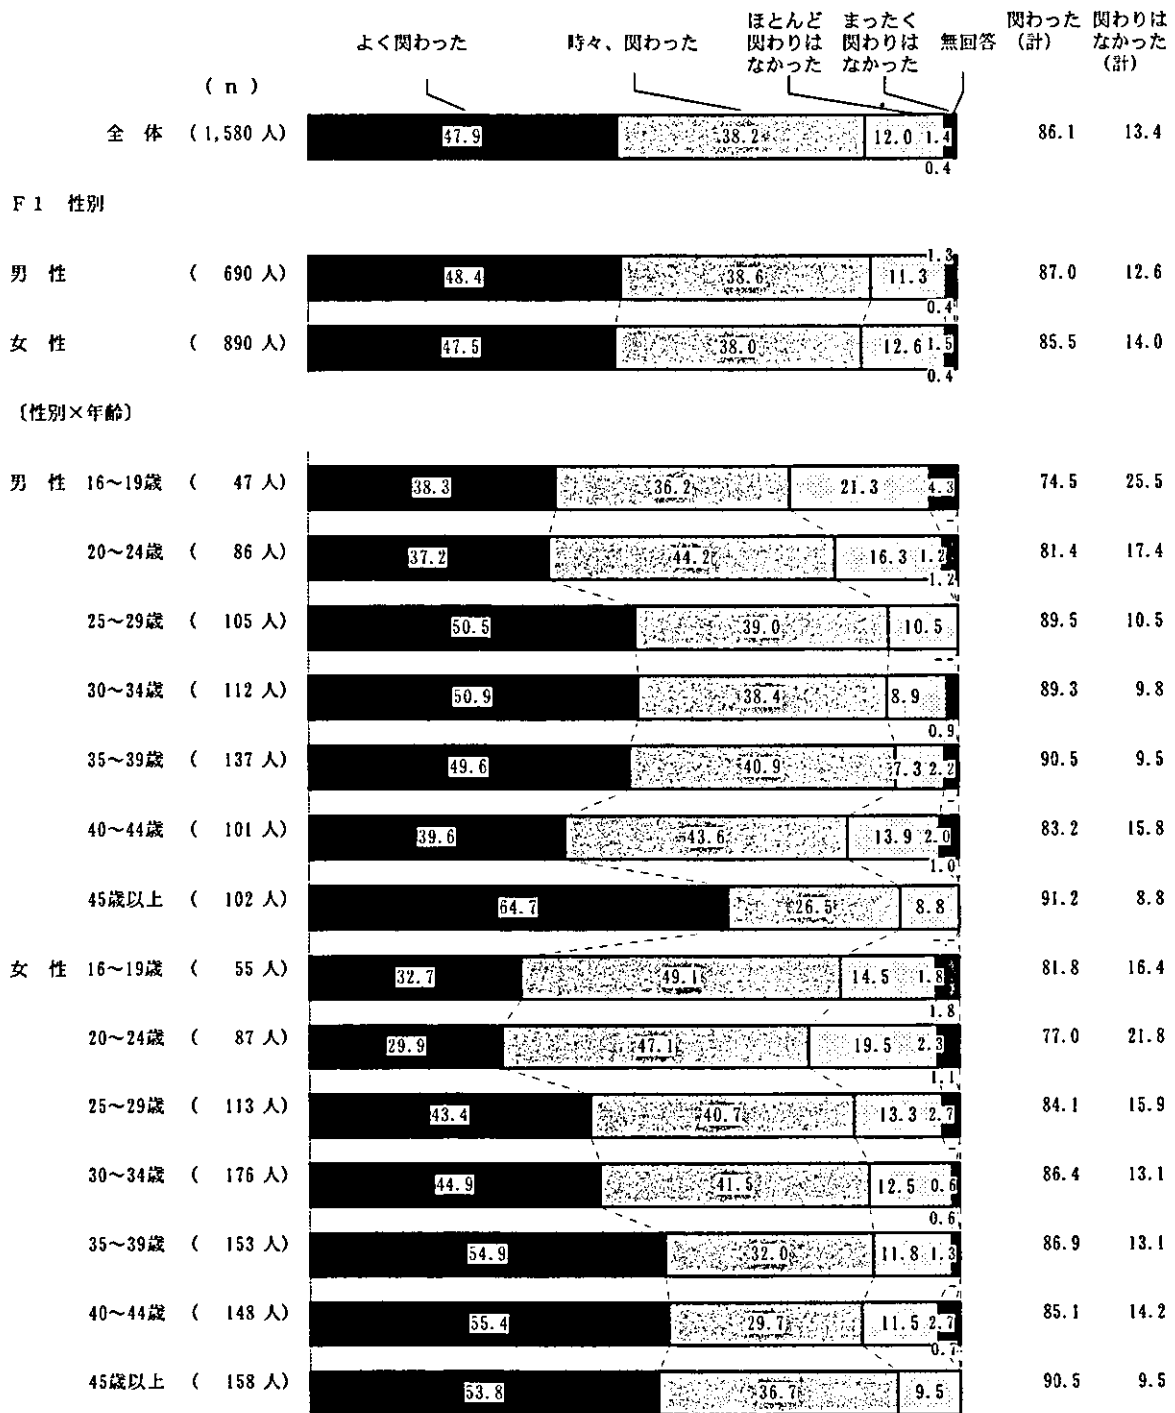 よく関わった 時々、関わった ほとんど関わりはなかった まったく関わりはなかった 無回答 関わった(計) 関わりはなかった(計)
(n)
全体 (1,580人) 47.9 38.2 12.0 1.4 0.4 86.1 13.4
F1 性別
男性 (690人) 48.4 38.6 11.3 1.3 0.4 87.0 12.6
女性 (890人) 47.5 38.0 12.6 1.5 0.4 85.5 14.0
〔性別×年齢〕
男性 16～19歳 (47人) 38.3 36.2 21.3 4.3 - 74.5 25.5
20～24歳 (86人) 37.2 44.2 16.3 1.2 1.2 81.4 17.4
25～29歳 (105人) 50.5 39.0 10.5 - - 89.5 10.5
30～34歳 (112人) 50.9 38.4 8.9 0.9 89.3 9.8
35～39歳 (137人) 49.6 40.9 7.3 2.2 - 90.5 9.5
40～44歳 (101人) 39.6 43.6 13.9 2.0 1.0 83.2 15.8
45歳以上 (102人) 64.7 26.5 8.8 - - 91.2 8.8
女性 16～19歳 (55人) 32.7 49.1 14.5 1.8 1.8 81.8 16.4
20～24歳 (87人) 29.9 47.1 19.5 2.3 1.1 77.0 21.8
25～29歳 (113人) 43.4 40.7 13.3 2.7 - 84.1 15.9
30～34歳 (176人) 44.9 41.5 12.5 0.6 0.6 86.4 13.1
35～39歳 (153人) 54.9 32.0 11.8 1.3 - 86.9 13.1
40～44歳 (148人) 55.4 29.7 11.5 2.7 0.7 85.1 14.2
45歳以上 (158人) 53.8 36.7 9.5 90.5 9.5